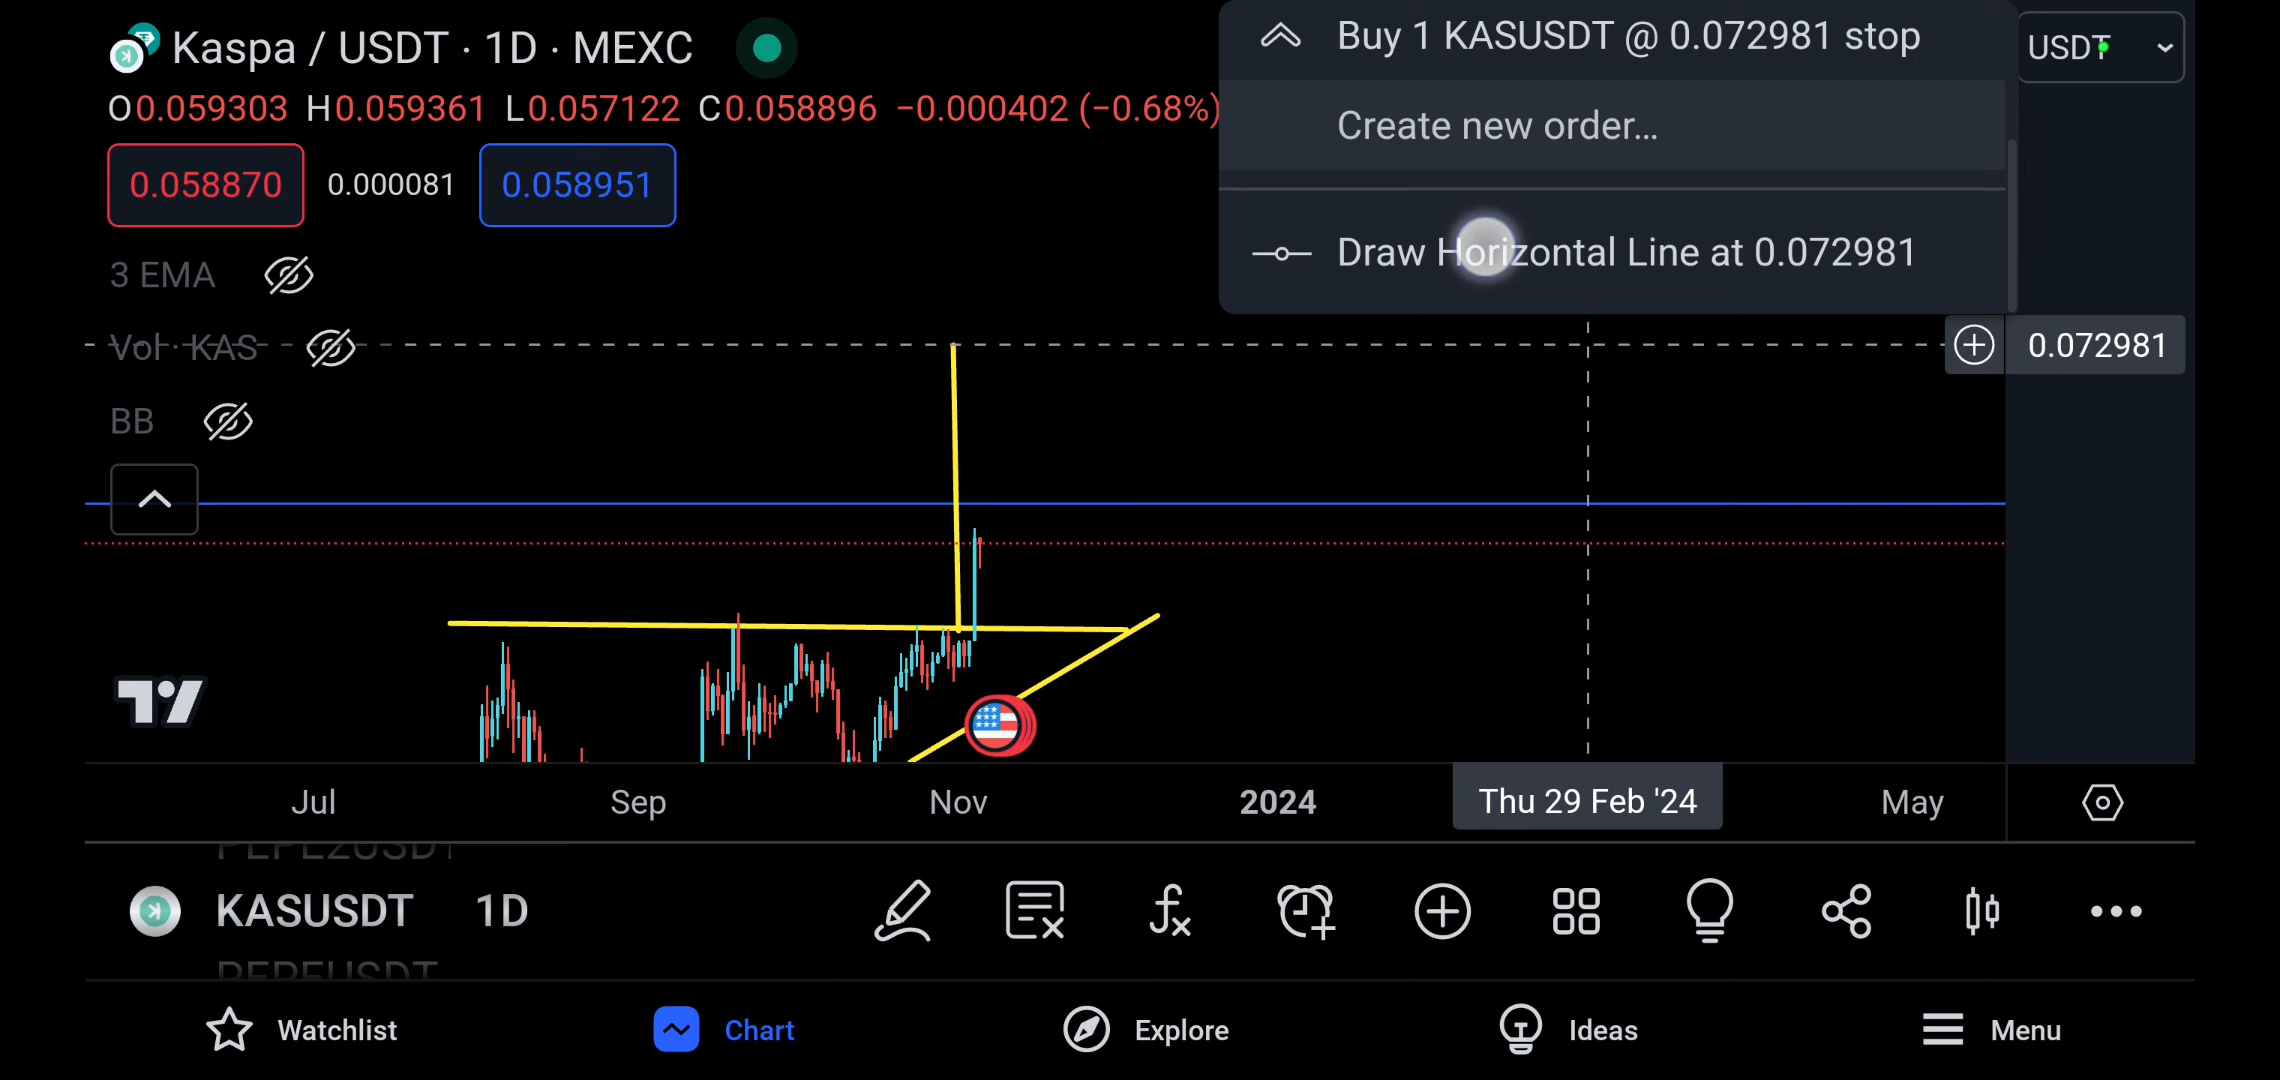 Kaspa / USDT · 1D · MEXC
O0.059303 H0.059361 L0.057122 C0.058896 −0.000402 (−0.68%)
0.058870 0.000081 0.058951
3 EMA
Vol · KAS
BB
Buy 1 KASUSDT @ 0.072981 stop
Create new order...
Draw Horizontal Line at 0.072981
USDT
0.072981
Jul Sep Nov 2024 Thu 29 Feb '24 May
KASUSDT 1D
PEPEUSDT
Watchlist Chart Explore Ideas Menu